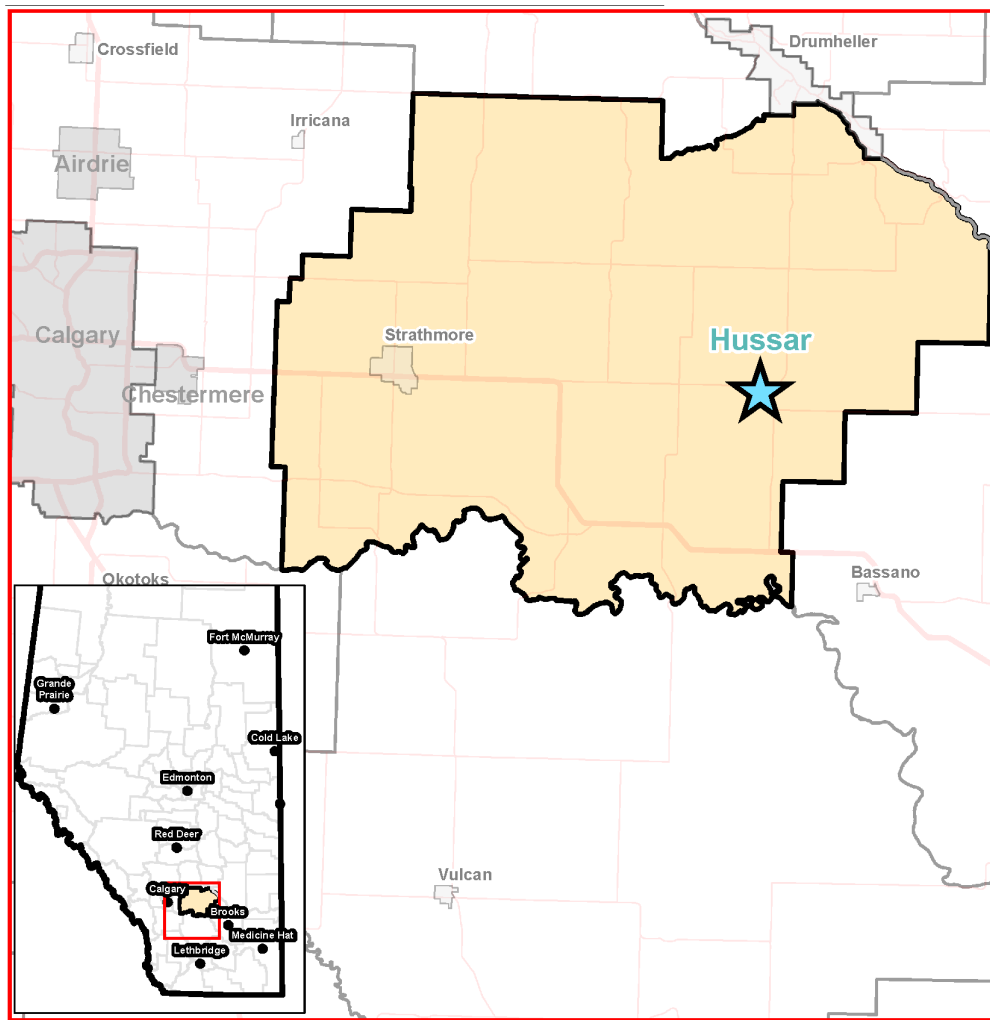 Drumheller
Crossfield
Irricana
Airdrie
Calgary
Strathmore
Hussar
Chestermere
Bassano
Okotoks
Vulcan
Fort McMurray
Grande
Prairie
Cold Lake
Edmonton
Red Deer
Calgary
Brooks
Medicine Hat
Lethbridge